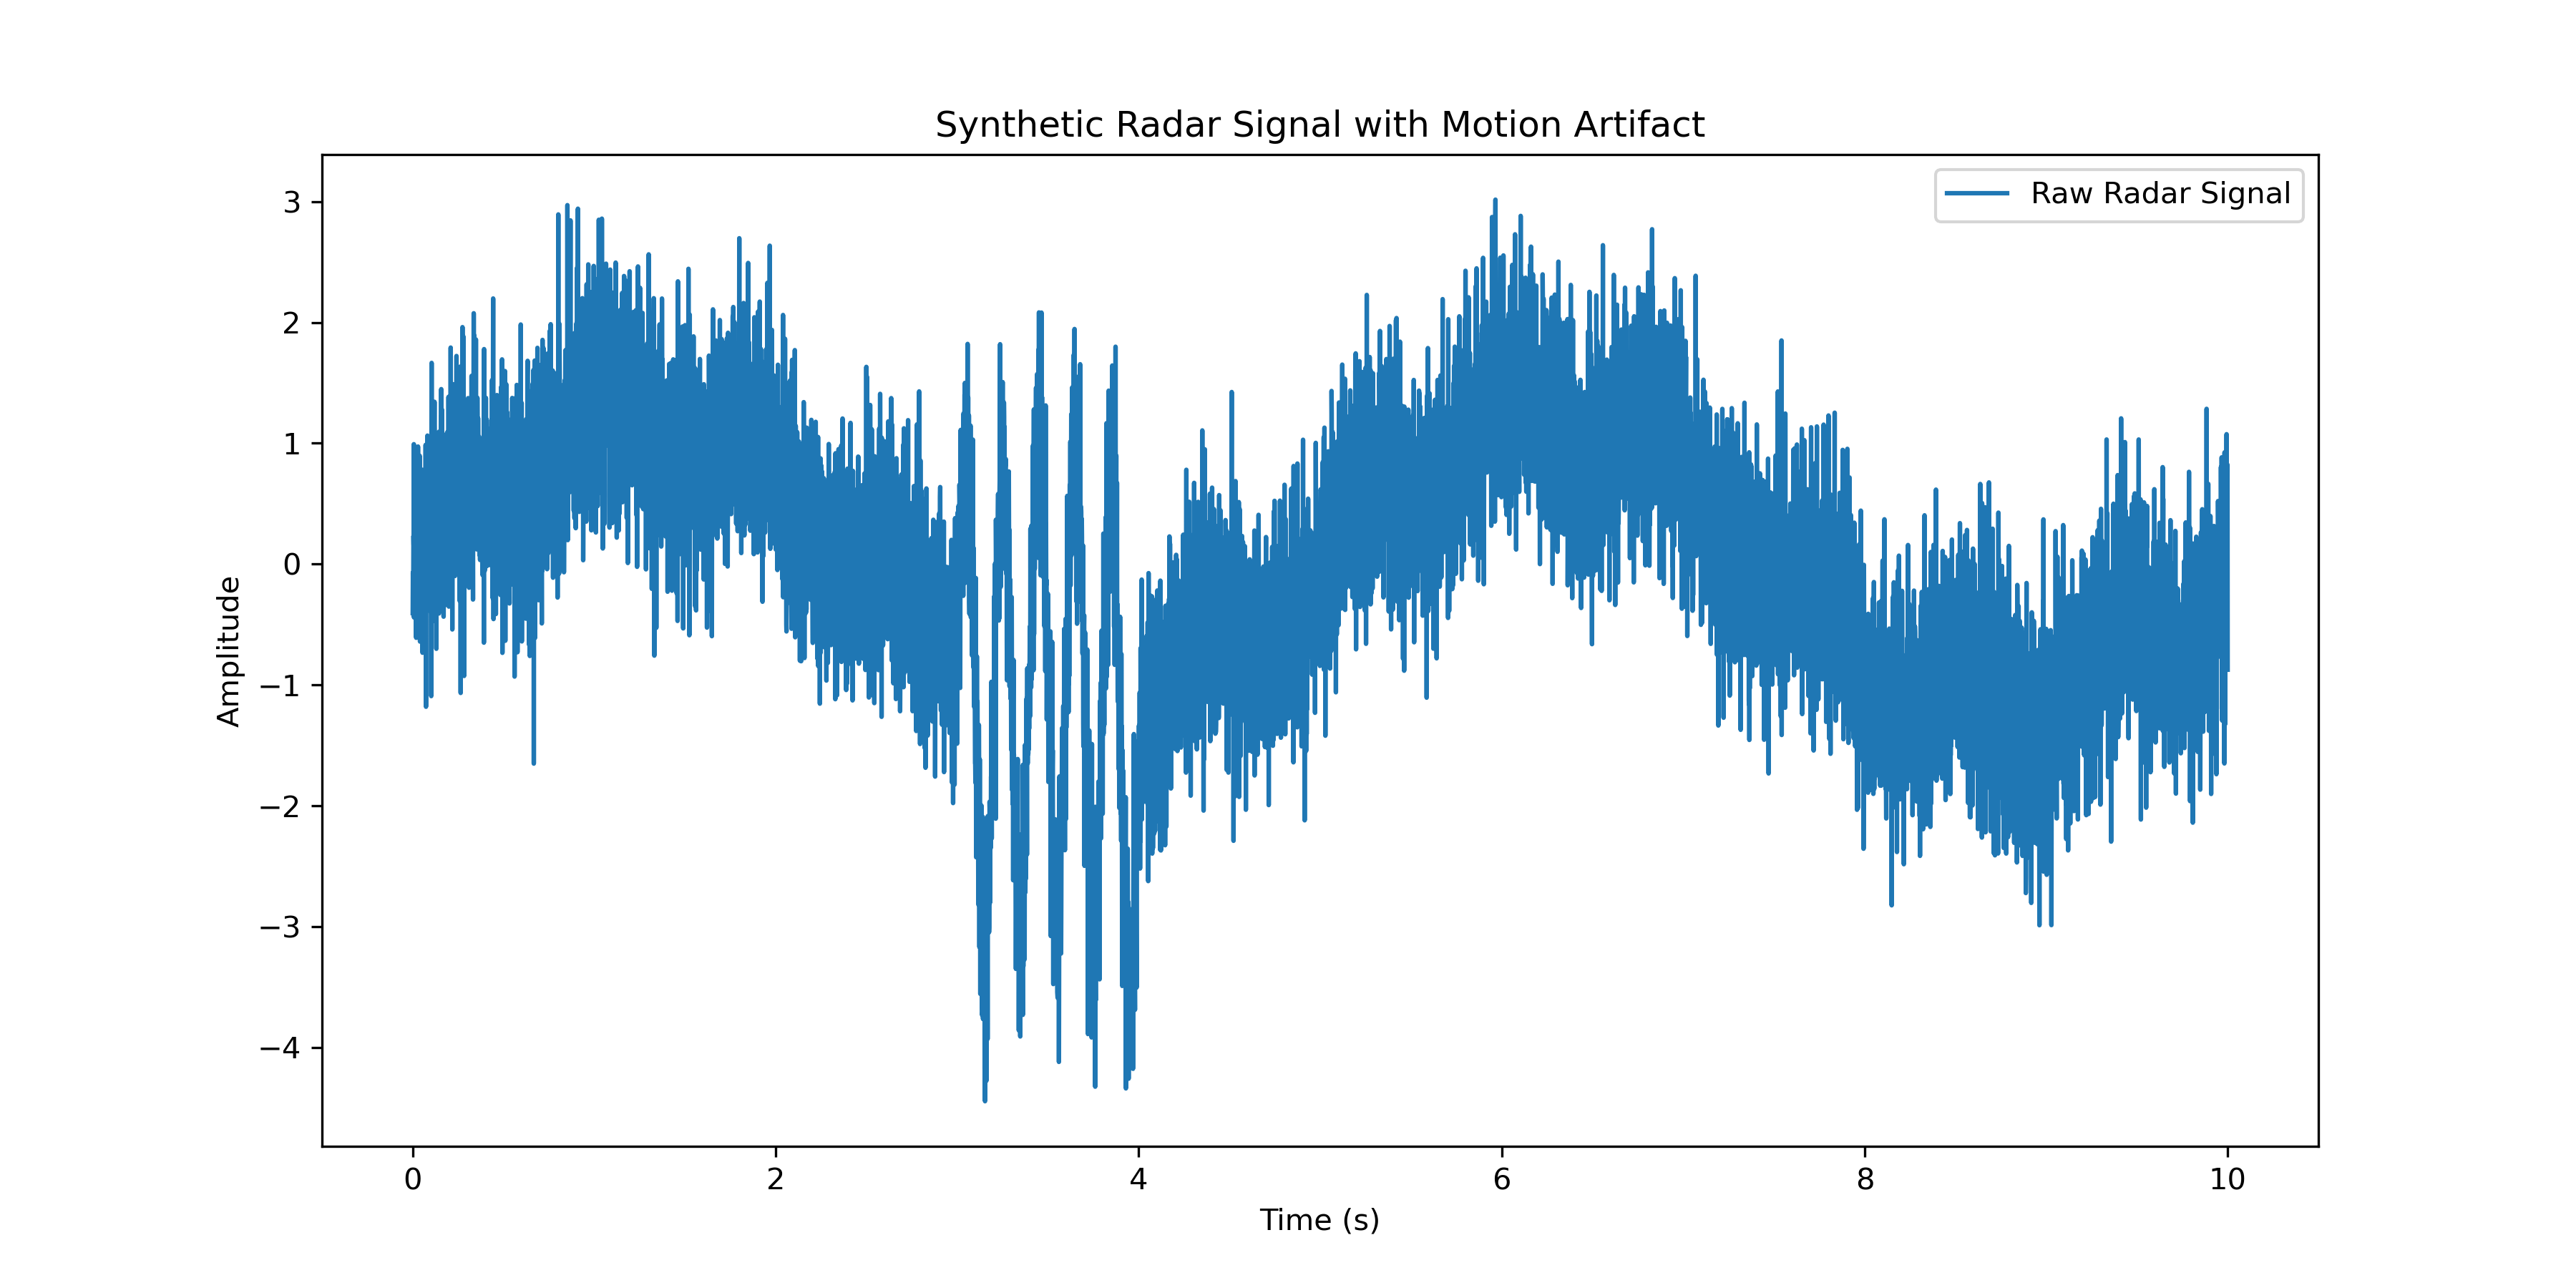 Synthetic Radar Signal with Motion Artifact
Raw Radar Signal
3
2
1
0
−1
−2
−3
−4
Amplitude
0 2 4 6 8 10
Time (s)